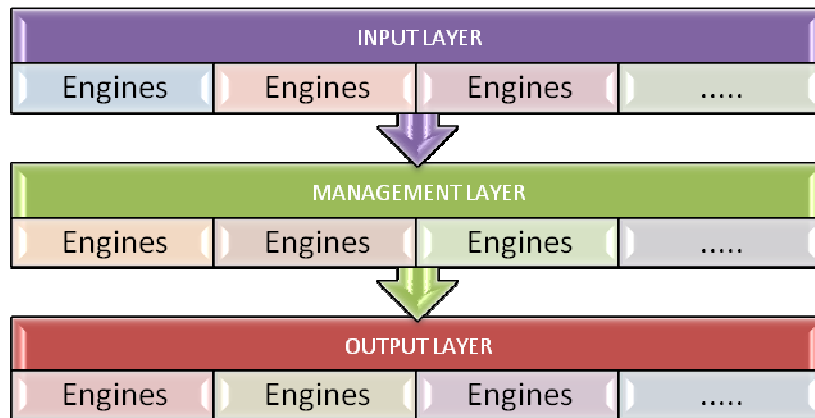 INPUT LAYER
Engines Engines Engines .....
MANAGEMENT LAYER
Engines Engines Engines .....
OUTPUT LAYER
Engines Engines Engines .....